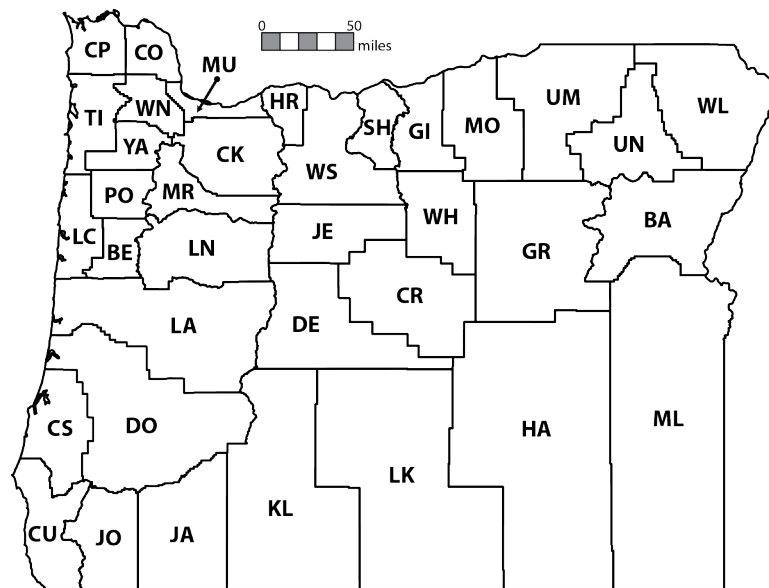 0 50
miles
CP
CO
MU
TI
WN
HR
SH
GI
MO
UM
WL
YA
CK
UN
PO
MR
WS
LC
BE
LN
JE
WH
GR
BA
LA
DE
CR
CS
DO
HA
ML
CU
JO
JA
KL
LK